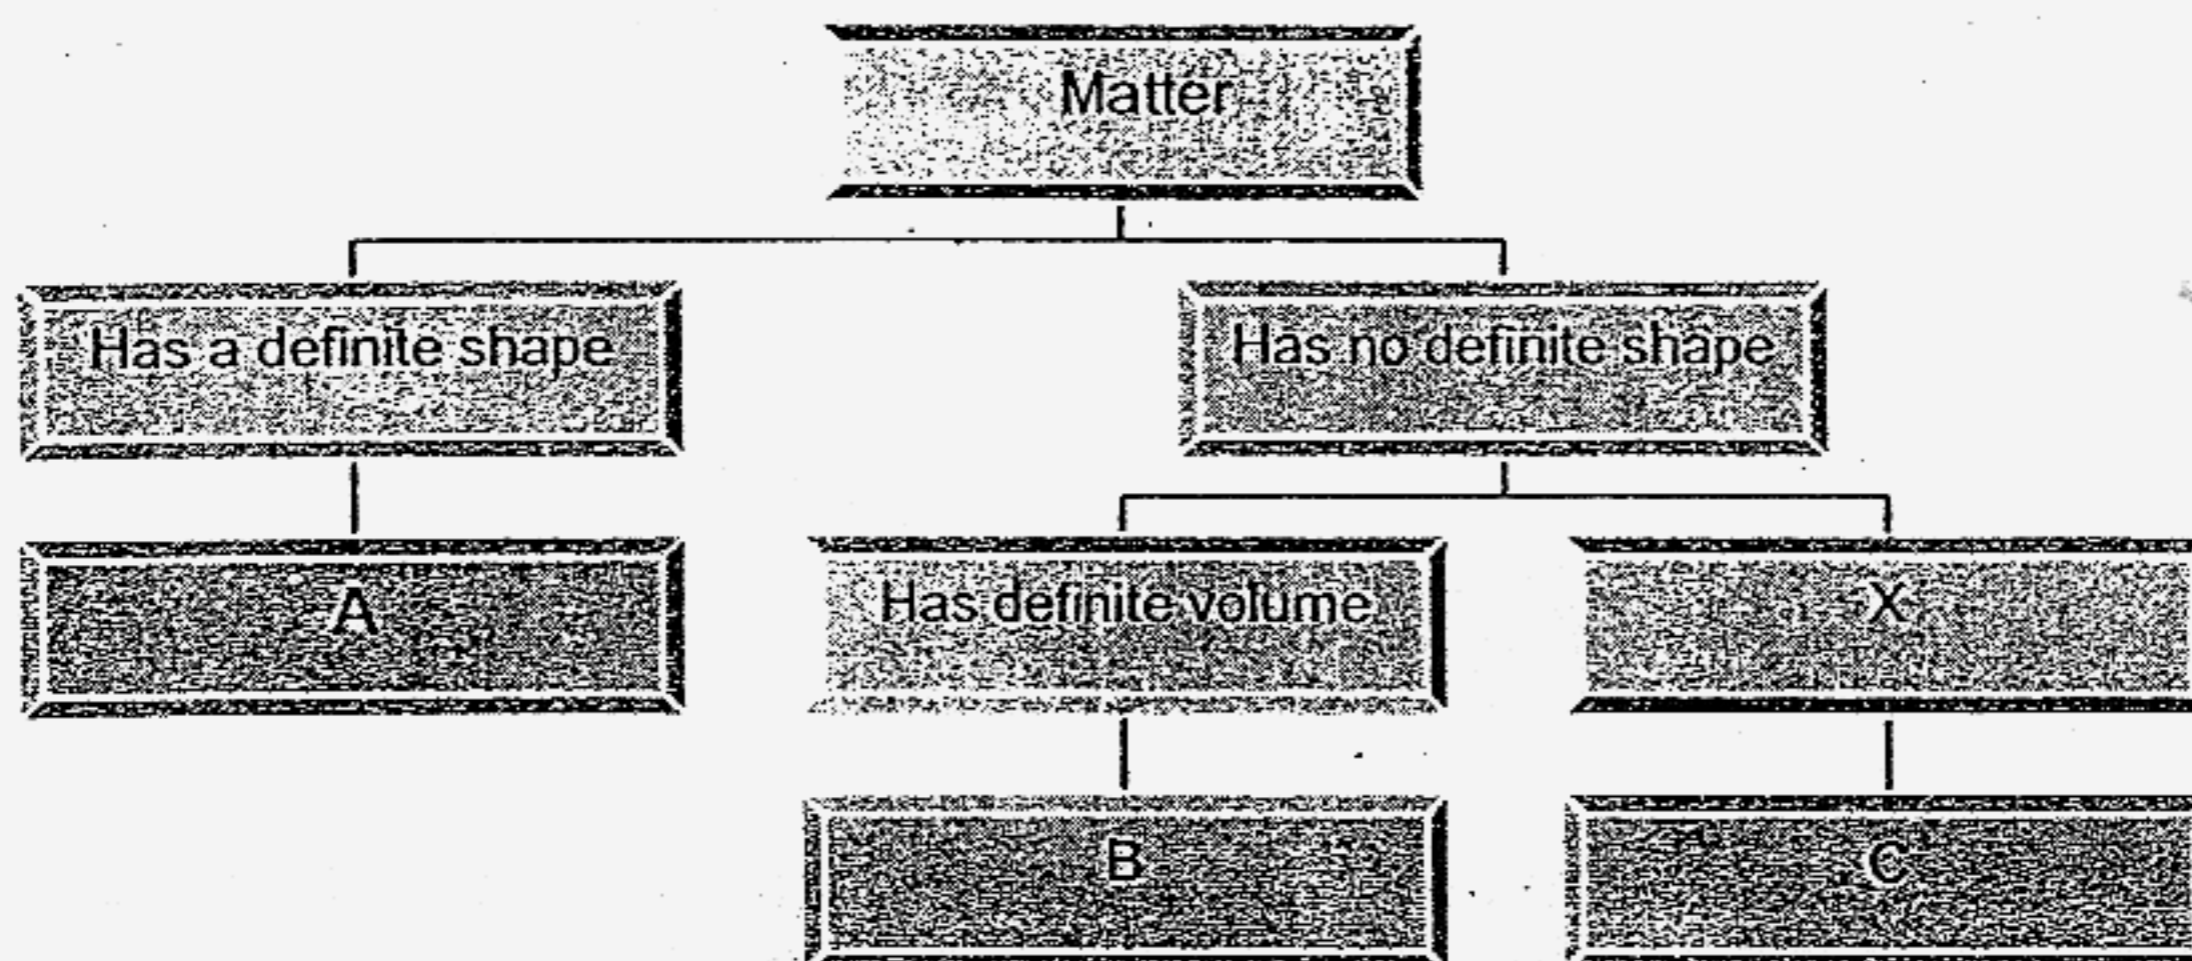 Matter
Has a definite shape
Has no definite shape
A
Has definite volume
X
B
C